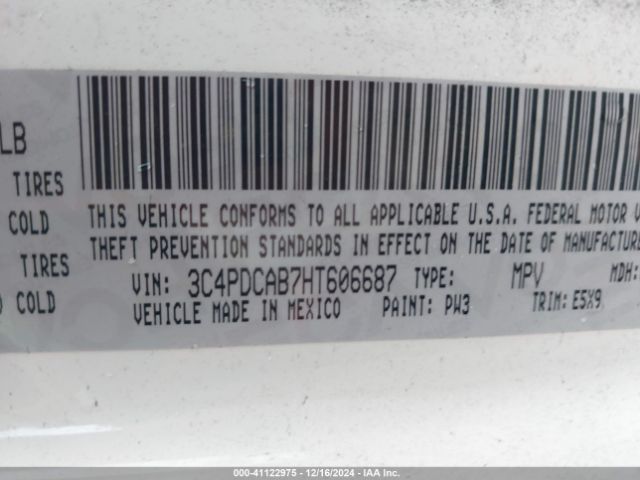 LB
TIRES
COLD
TIRES
COLD
THIS VEHICLE CONFORMS TO ALL APPLICABLE U.S.A. FEDERAL MOTOR
THEFT PREVENTION STANDARDS IN EFFECT ON THE DATE OF MANUFACTURE
VIN: 3C4PDCAB7HT606687 TYPE: MPV MDH:
VEHICLE MADE IN MEXICO PAINT: PW3 TRIM: E5X9
000-41122975 - 12/16/2024 - IAA Inc.